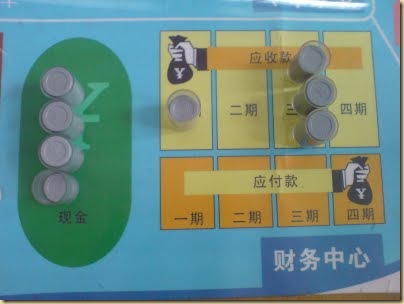 应收款
二期 三 四期
应付款
现金
一期 二期 三期 四期
财务中心